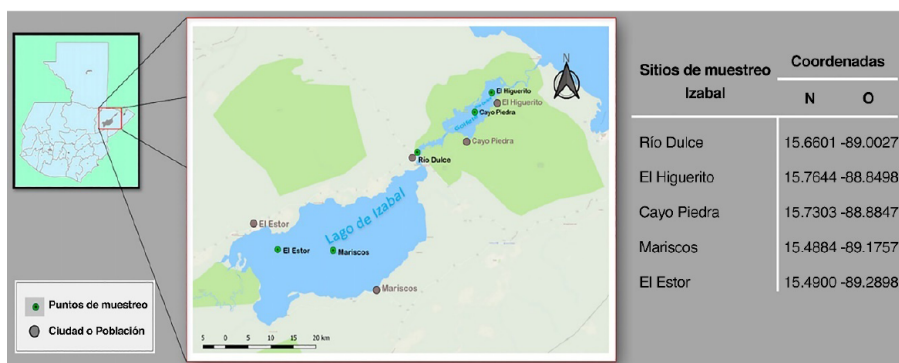 N
El Higuerito
El Higuerito
Cayo Piedra
Cayo Piedra
Río Dulce
Lago de Izabal
El Estor
El Estor
Mariscos
Mariscos
5 0 5 10 15 20 km
Puntos de muestreo
Ciudad o Población
Sitios de muestreo Izabal
Coordenadas
N O
Río Dulce 15.6601 -89.0027
El Higuerito 15.7644 -88.8498
Cayo Piedra 15.7303 -88.8847
Mariscos 15.4884 -89.1757
El Estor 15.4900 -89.2898